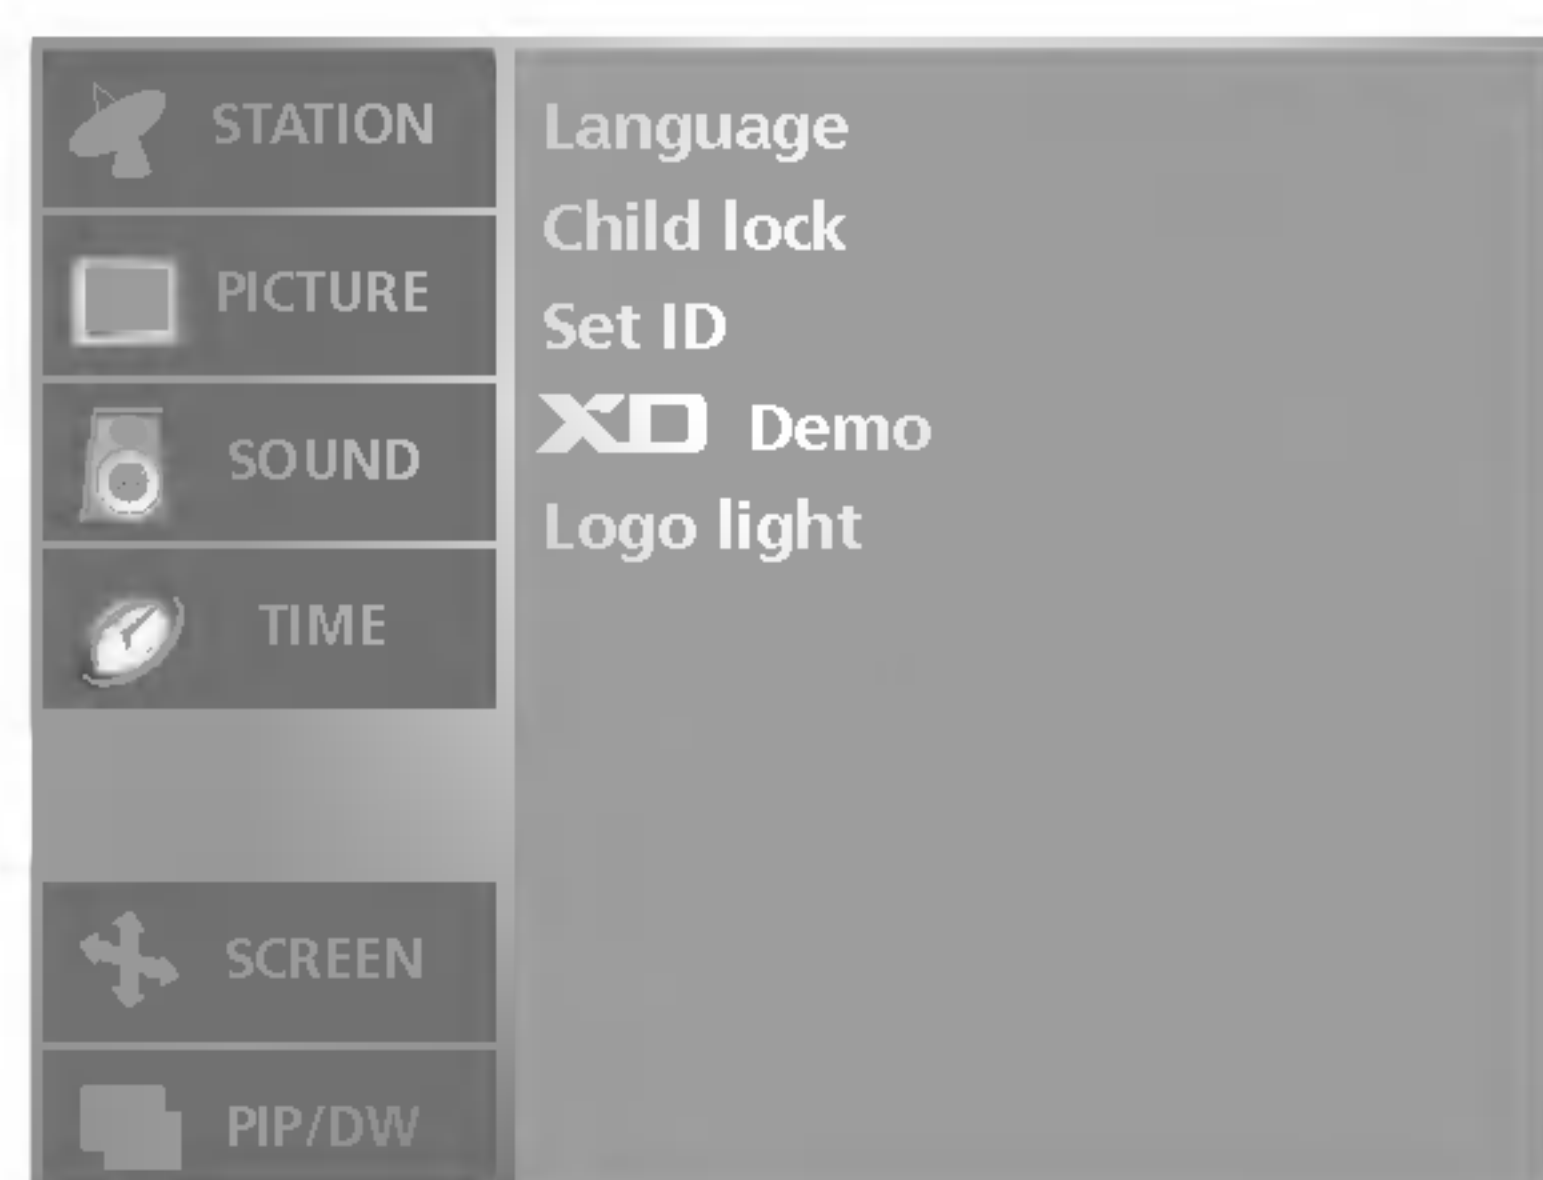 STATION
PICTURE
SOUND
TIME
SCREEN
PIP/DW
Language
Child lock
Set ID
XD Demo
Logo light